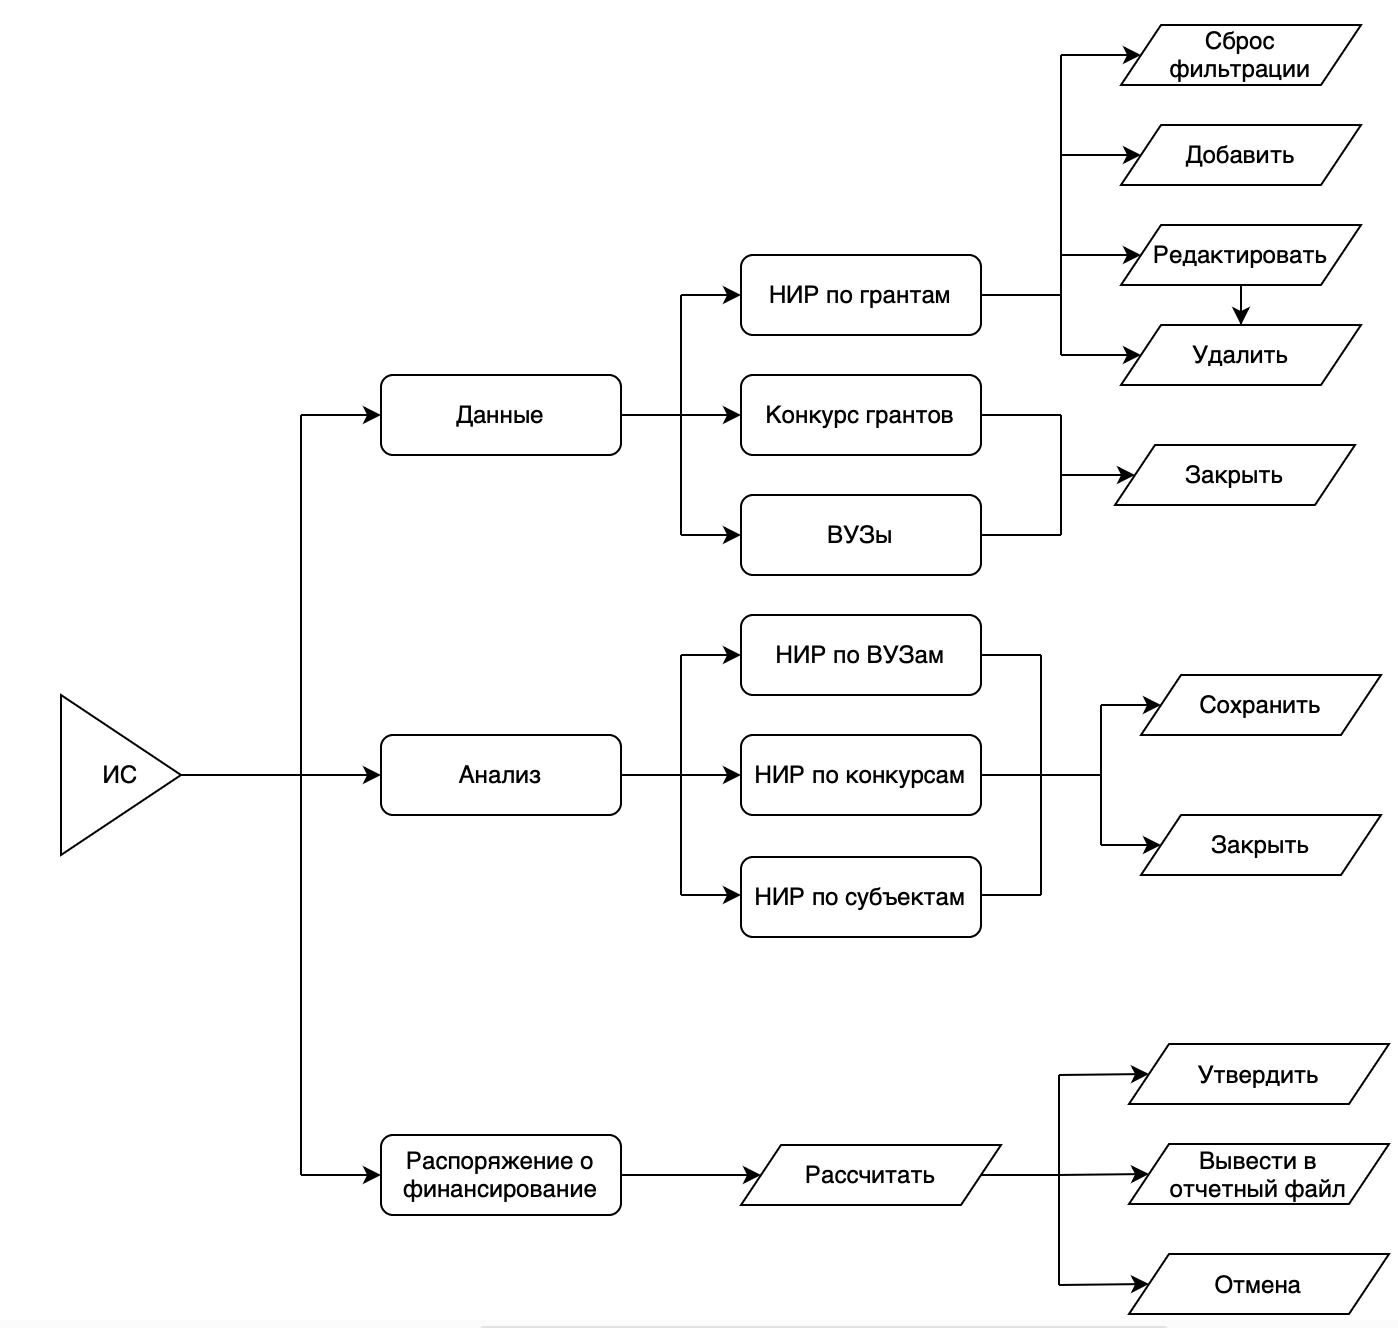 Сброс
фильтрации
Добавить
Редактировать
НИР по грантам
Удалить
Данные
Конкурс грантов
Закрыть
ВУЗы
НИР по ВУЗам
Сохранить
ИС
Анализ
НИР по конкурсам
Закрыть
НИР по субъектам
Утвердить
Распоряжение о
финансирование
Рассчитать
Вывести в
отчетный файл
Отмена